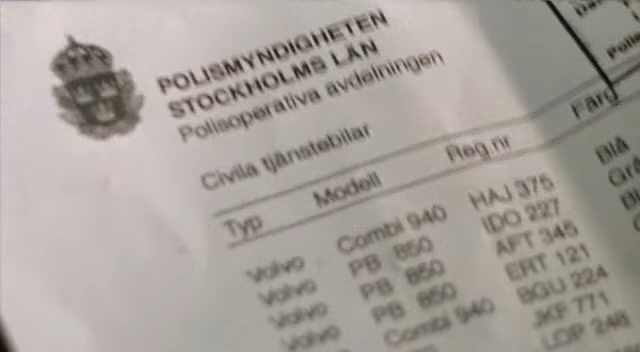 POLISMYNDIGHETEN
STOCKHOLMS LÄN
Polisoperativa avdelningen
Civila tjänstebilar
Typ Modell Reg.nr Färg
Volvo Combi 940 HAJ 375 Blå
Volvo PB 850 IDO 227
Volvo PB 850 AFT 345
Volvo PB 850 ERT 121
Combi 940 BGU 224
JKF 771
LOP 248